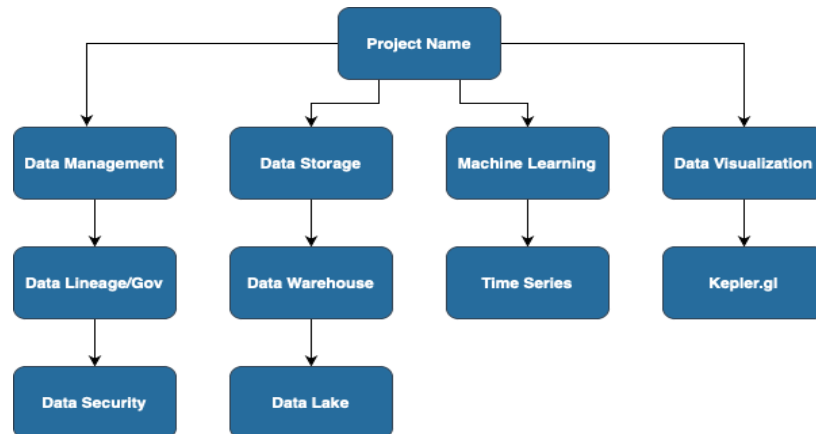 Project Name
Data Management
Data Storage
Machine Learning
Data Visualization
Data Lineage/Gov
Data Warehouse
Time Series
Kepler.gl
Data Security
Data Lake